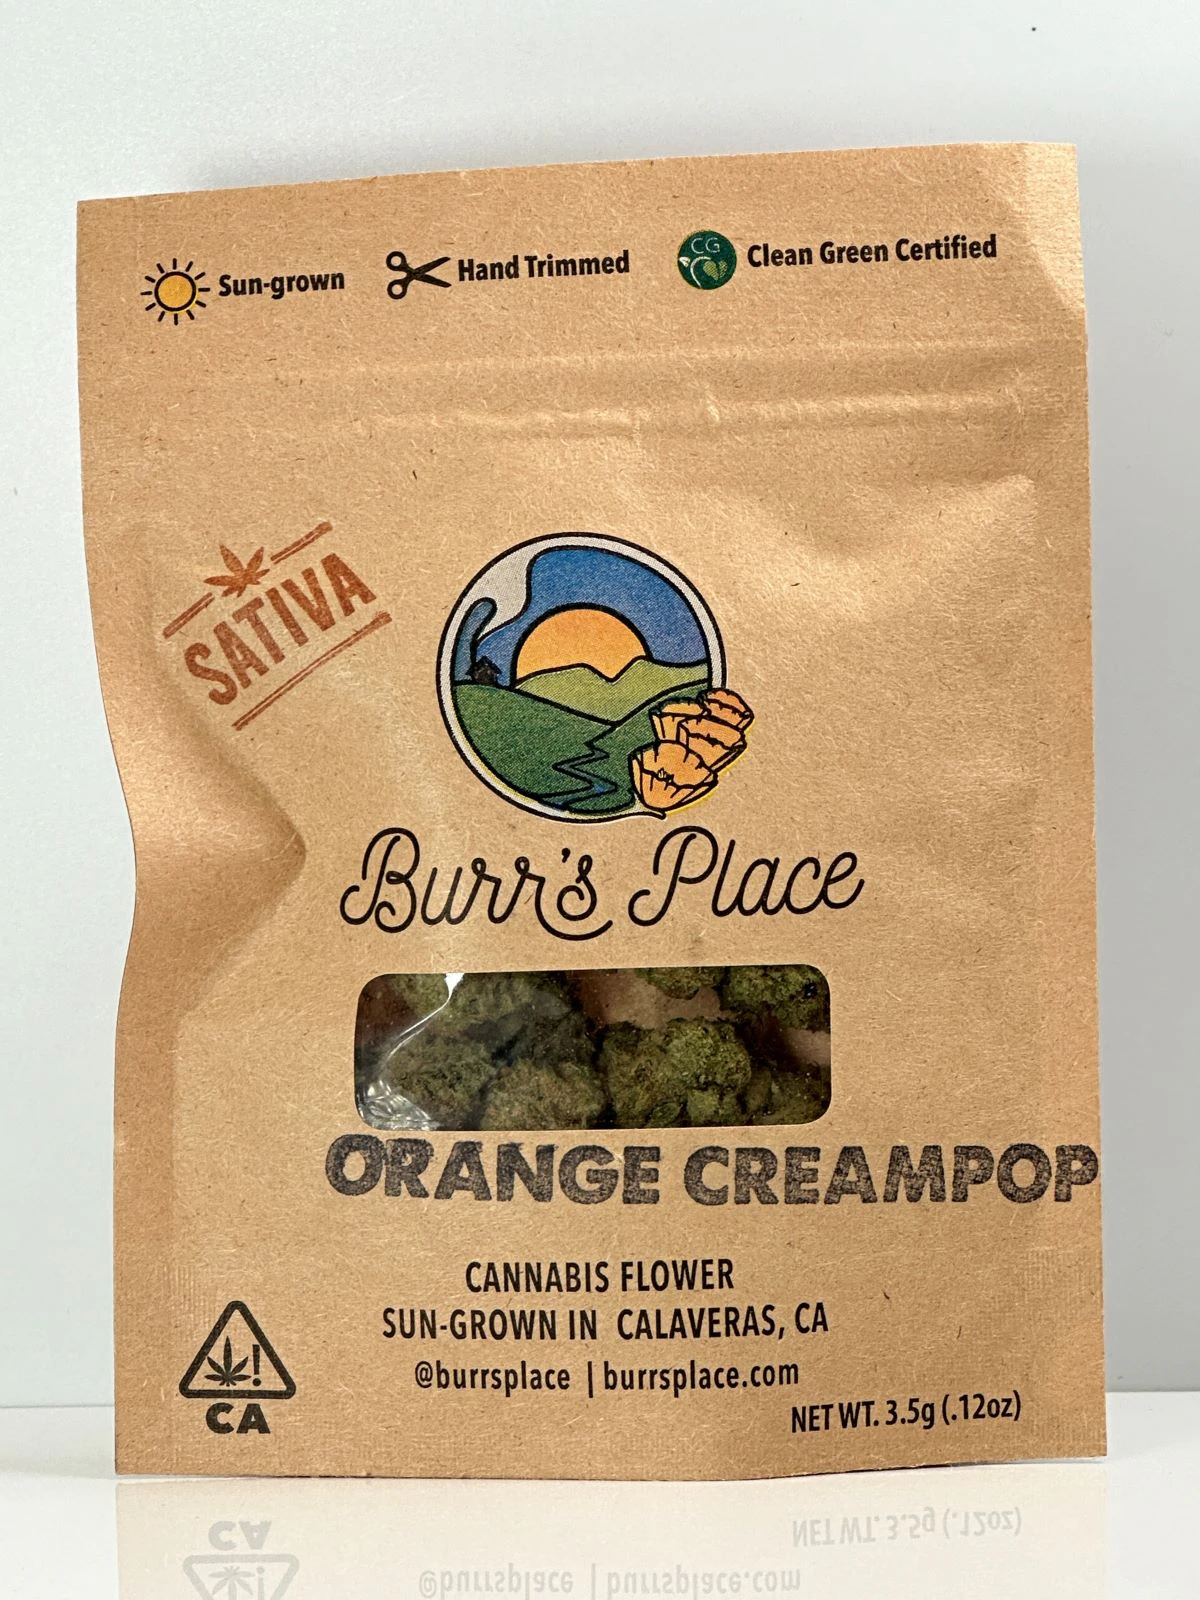 Sun-grown
Hand Trimmed
CG
Clean Green Certified
SATIVA
Burr's Place
ORANGE CREAMPOP
CANNABIS FLOWER
SUN-GROWN IN CALAVERAS, CA
@burrsplace | burrsplace.com
!
CA
NET WT. 3.5g (.12oz)